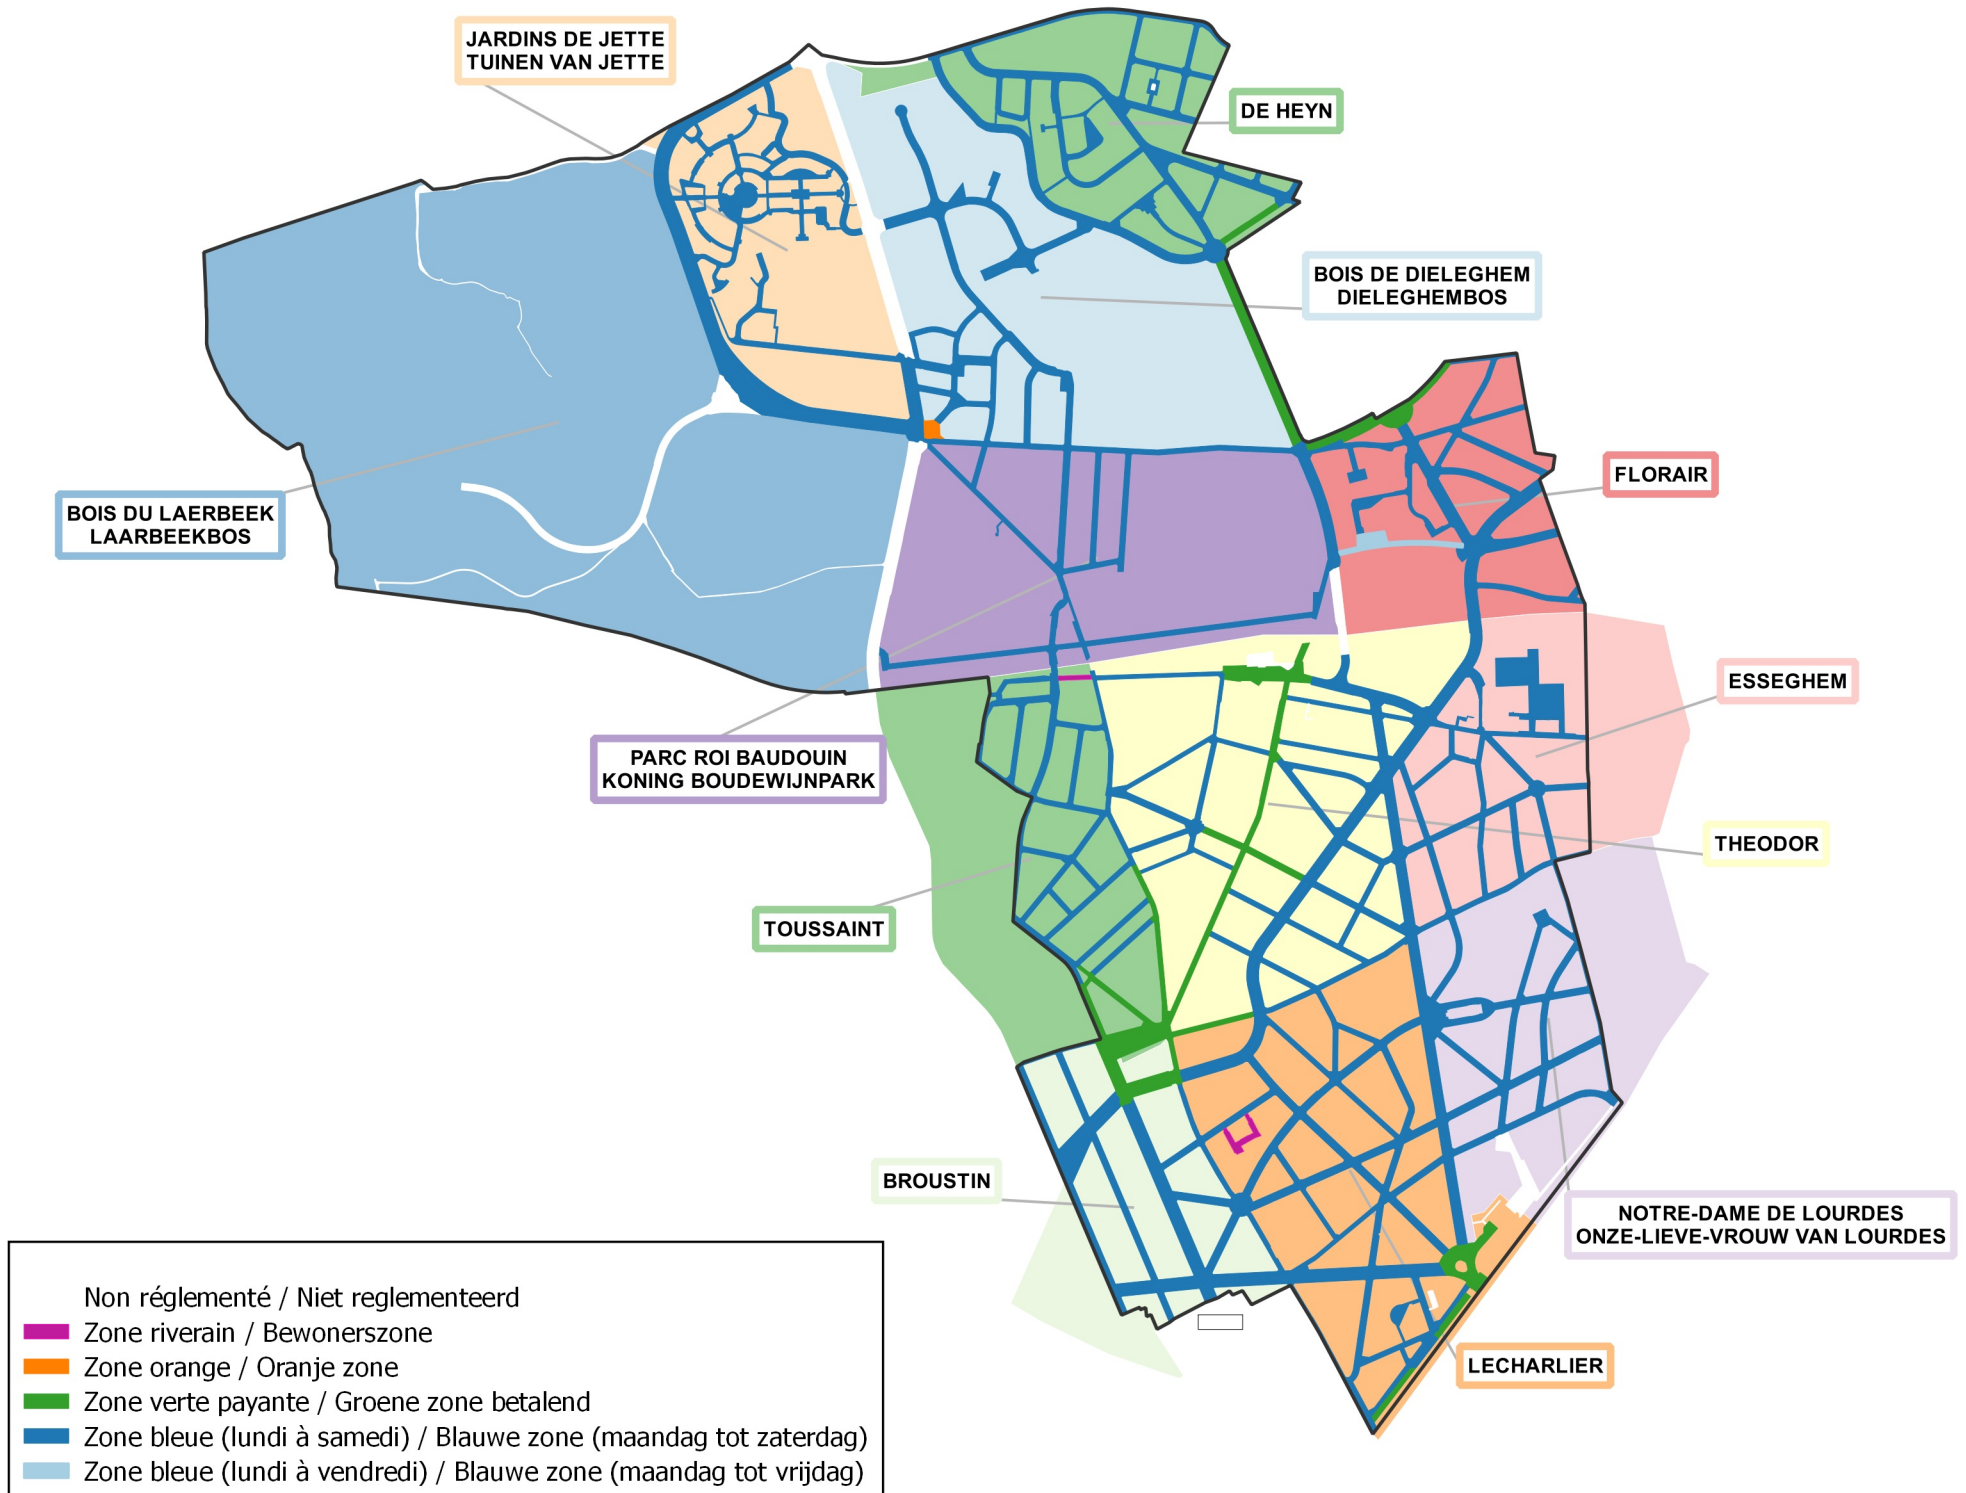 JARDINS DE JETTE
TUINEN VAN JETTE
DE HEYN
BOIS DE DIELEGHEM
DIELEGHEMBOS
FLORAIR
BOIS DU LAERBEEK
LAARBEEKBOS
ESSEGHEM
PARC ROI BAUDOUIN
KONING BOUDEWIJNPARK
THEODOR
TOUSSAINT
BROUSTIN
NOTRE-DAME DE LOURDES
ONZE-LIEVE-VROUW VAN LOURDES
LECHARLIER
Non réglementé / Niet reglementeerd
Zone riverain / Bewonerszone
Zone orange / Oranje zone
Zone verte payante / Groene zone betalend
Zone bleue (lundi à samedi) / Blauwe zone (maandag tot zaterdag)
Zone bleue (lundi à vendredi) / Blauwe zone (maandag tot vrijdag)